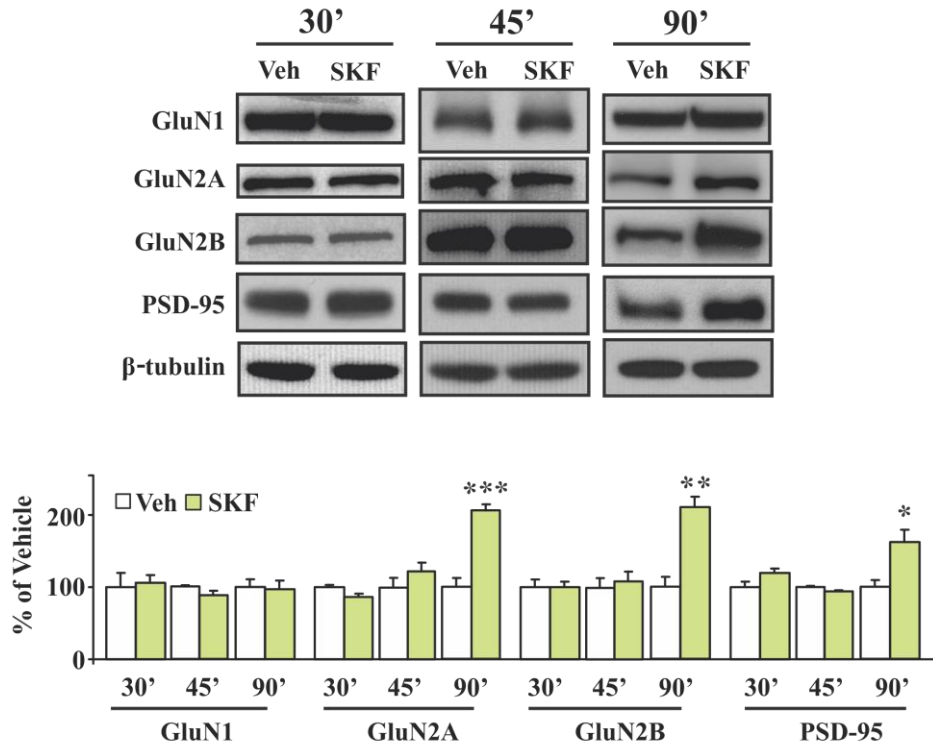 30’ 45’ 90’
Veh SKF Veh SKF Veh SKF
GluN1
GluN2A
GluN2B
PSD-95
β-tubulin
% of Vehicle
200
100
0
Veh SKF
***
**
*
30’ 45’ 90’ 30’ 45’ 90’ 30’ 45’ 90’ 30’ 45’ 90’
GluN1 GluN2A GluN2B PSD-95